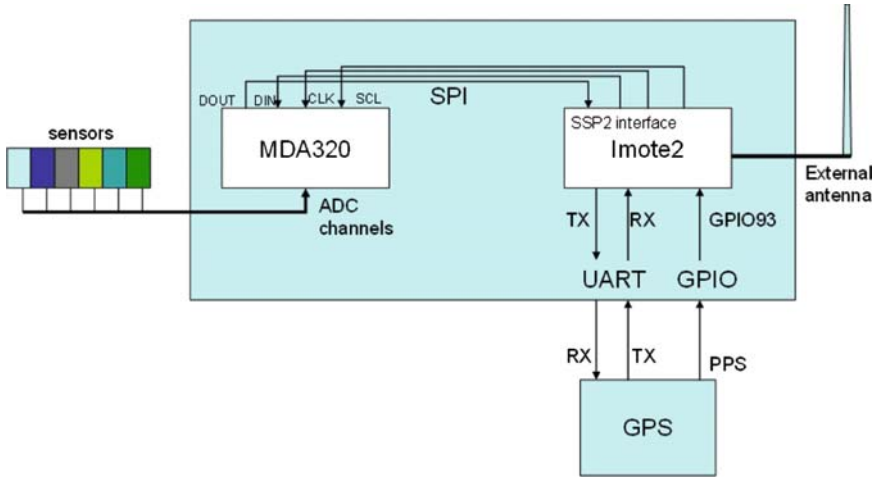 DOUT DIN CLK SCL
SPI
sensors
MDA320
SSP2 interface
Imote2
External
antenna
ADC
channels
TX RX GPIO93
UART GPIO
RX TX PPS
GPS